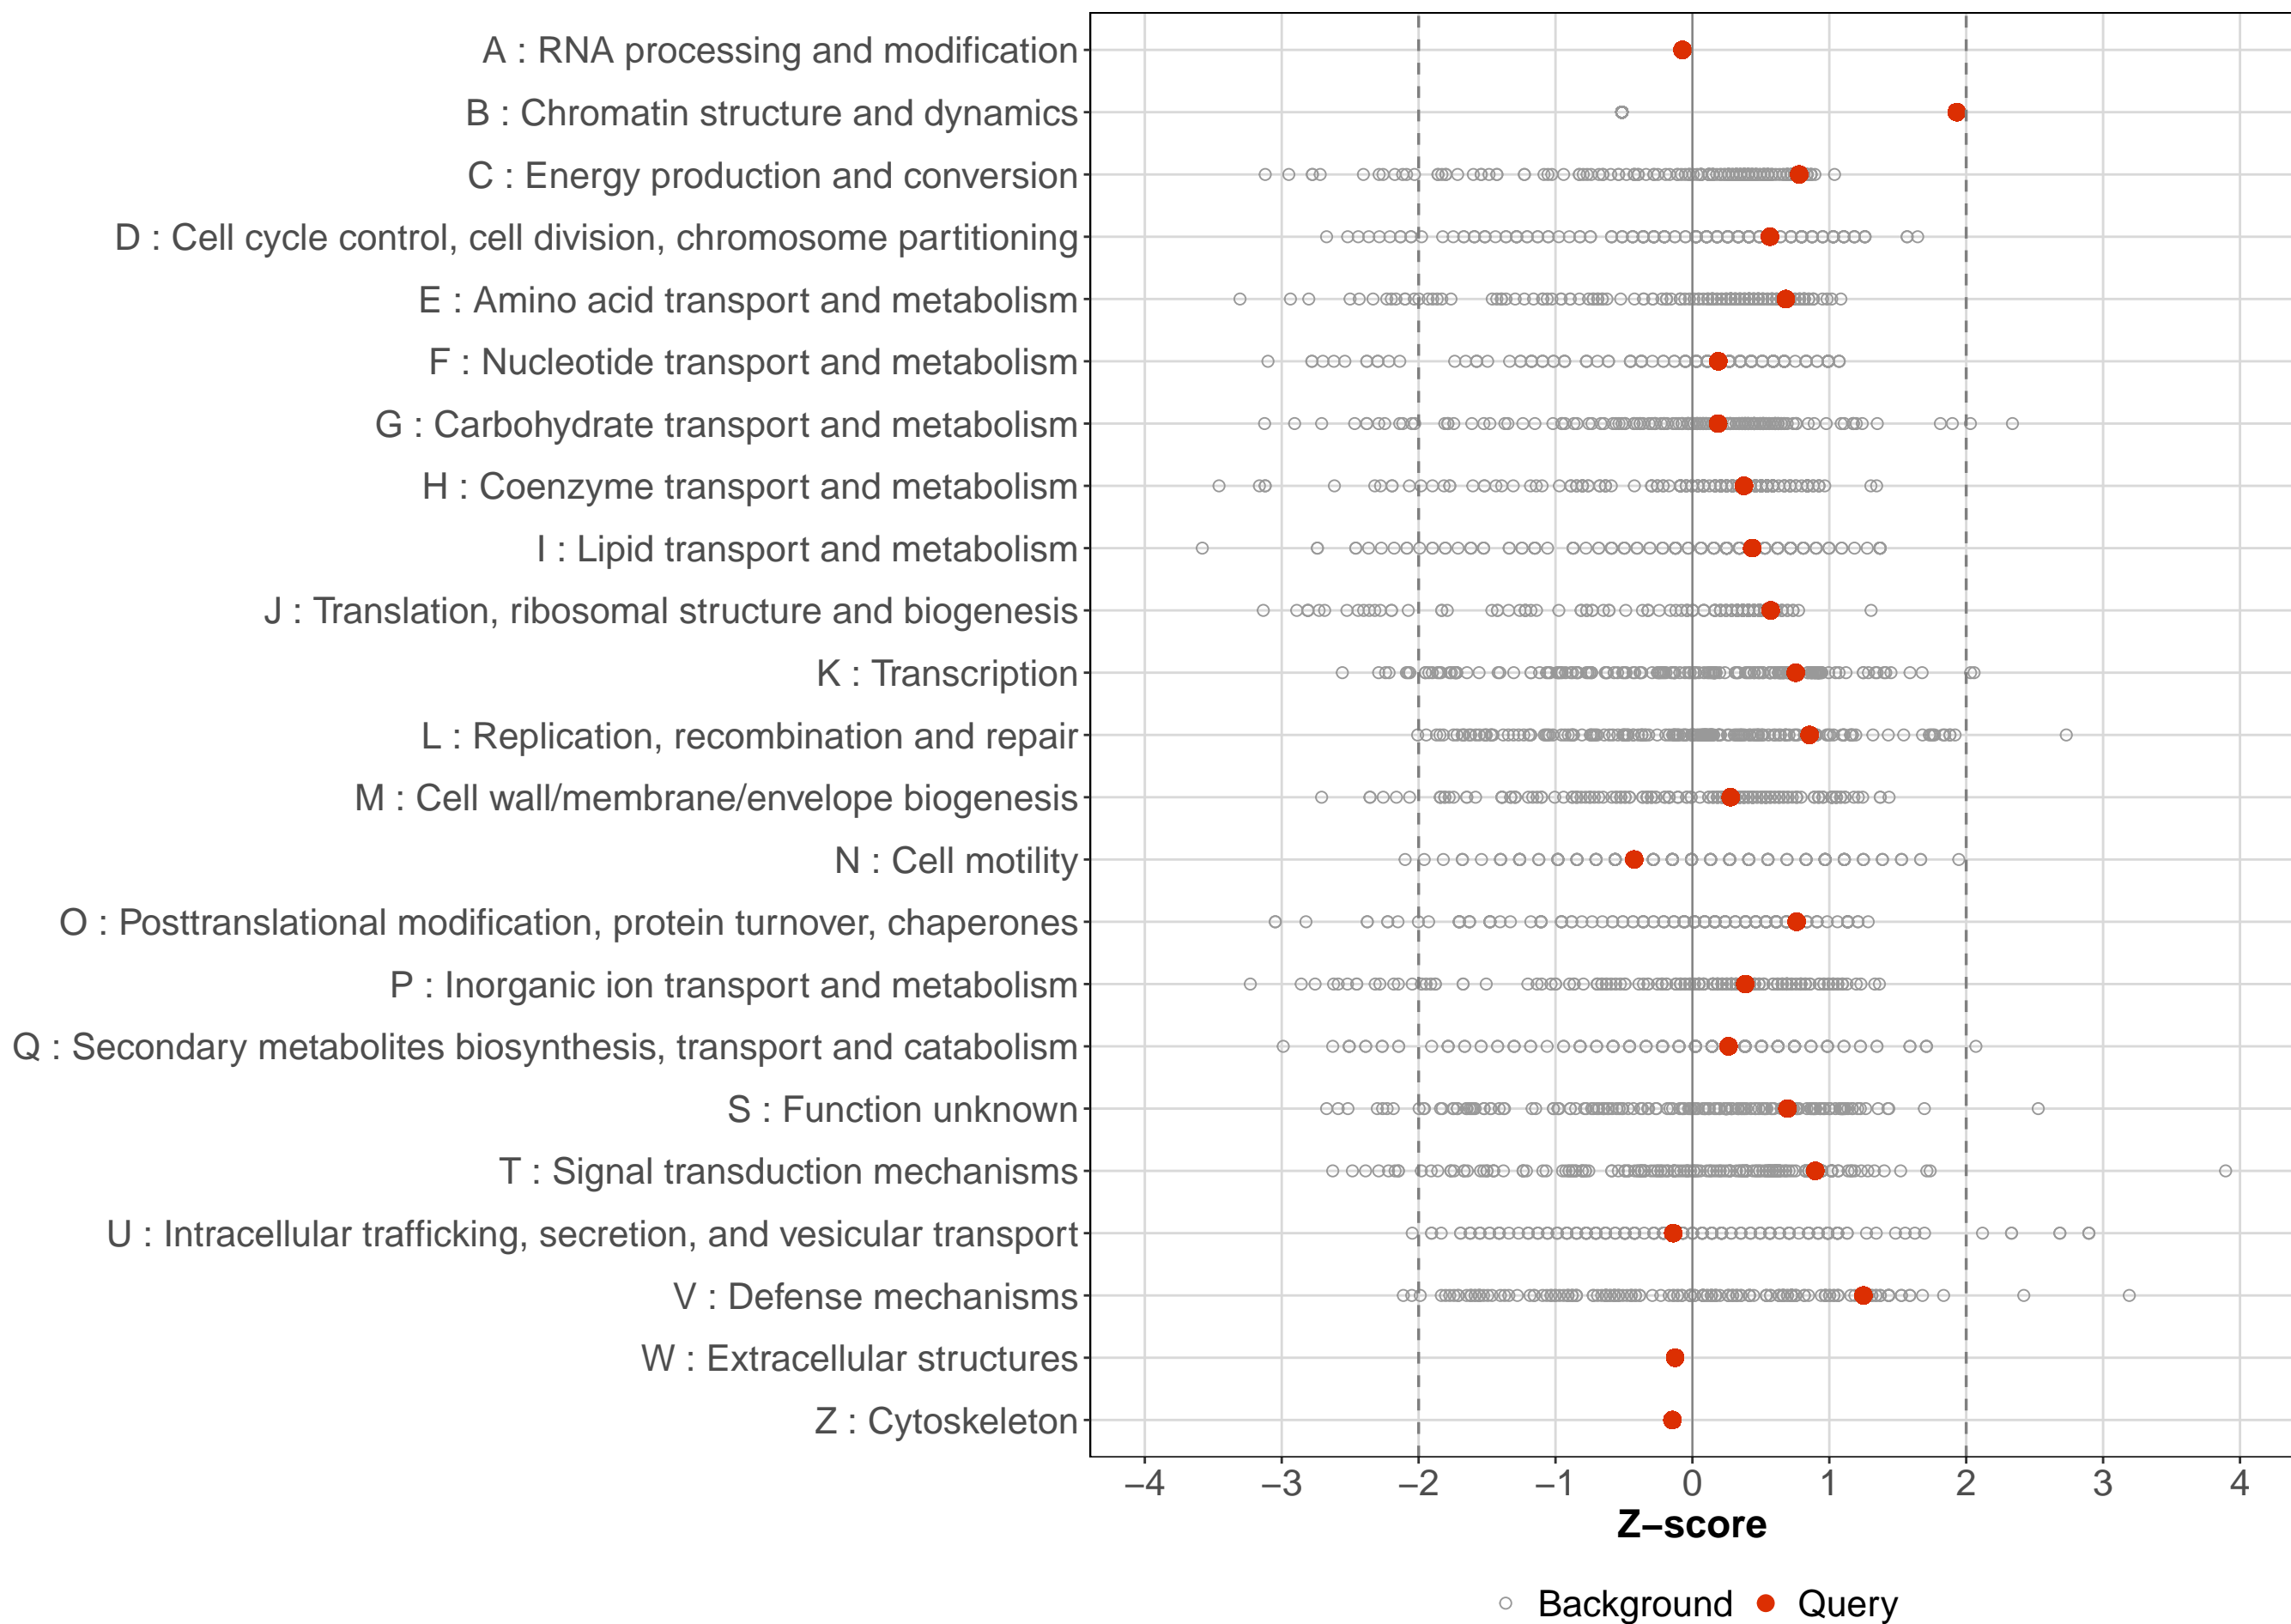 A : RNA processing and modification
B : Chromatin structure and dynamics
C : Energy production and conversion
D : Cell cycle control, cell division, chromosome partitioning
E : Amino acid transport and metabolism
F : Nucleotide transport and metabolism
G : Carbohydrate transport and metabolism
H : Coenzyme transport and metabolism
I : Lipid transport and metabolism
J : Translation, ribosomal structure and biogenesis
K : Transcription
L : Replication, recombination and repair
M : Cell wall/membrane/envelope biogenesis
N : Cell motility
O : Posttranslational modification, protein turnover, chaperones
P : Inorganic ion transport and metabolism
Q : Secondary metabolites biosynthesis, transport and catabolism
S : Function unknown
T : Signal transduction mechanisms
U : Intracellular trafficking, secretion, and vesicular transport
V : Defense mechanisms
W : Extracellular structures
Z : Cytoskeleton
−4 −3 −2 −1 0 1 2 3 4
Z−score
Background Query